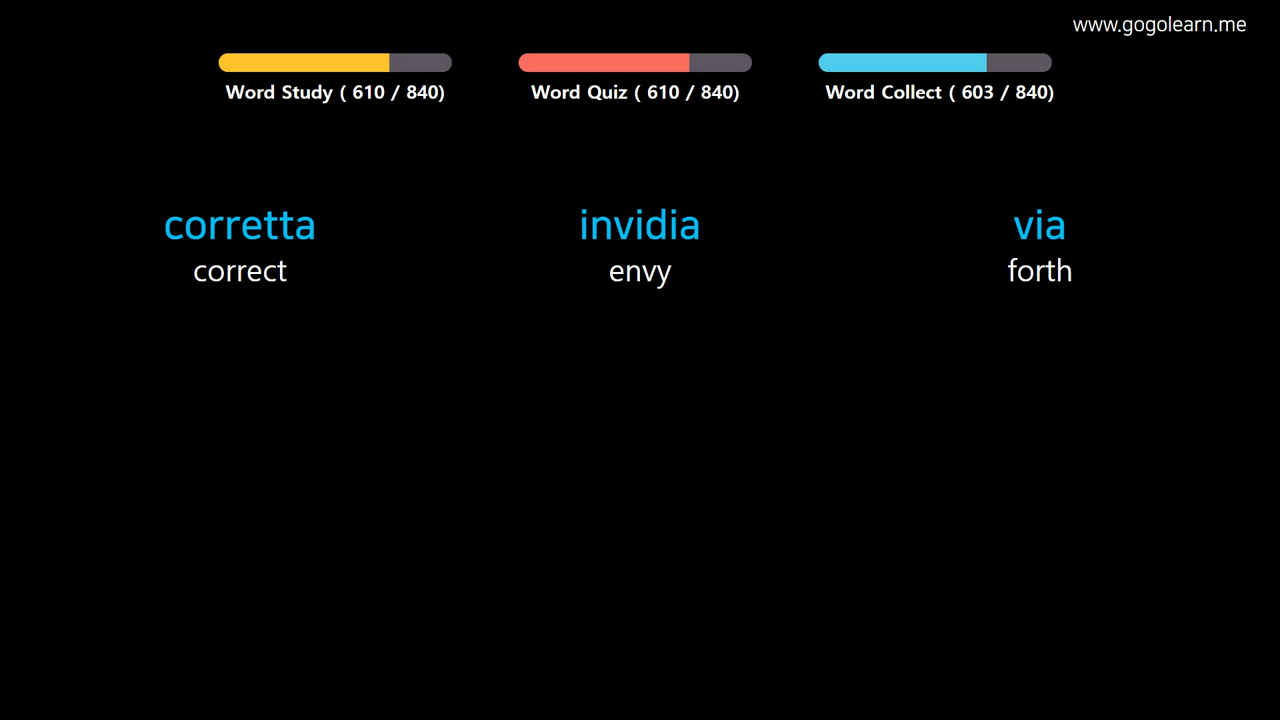 www.gogolearn.me
Word Study ( 610 / 840)
Word Quiz ( 610 / 840)
Word Collect ( 603 / 840)
corretta
correct
invidia
envy
via
forth